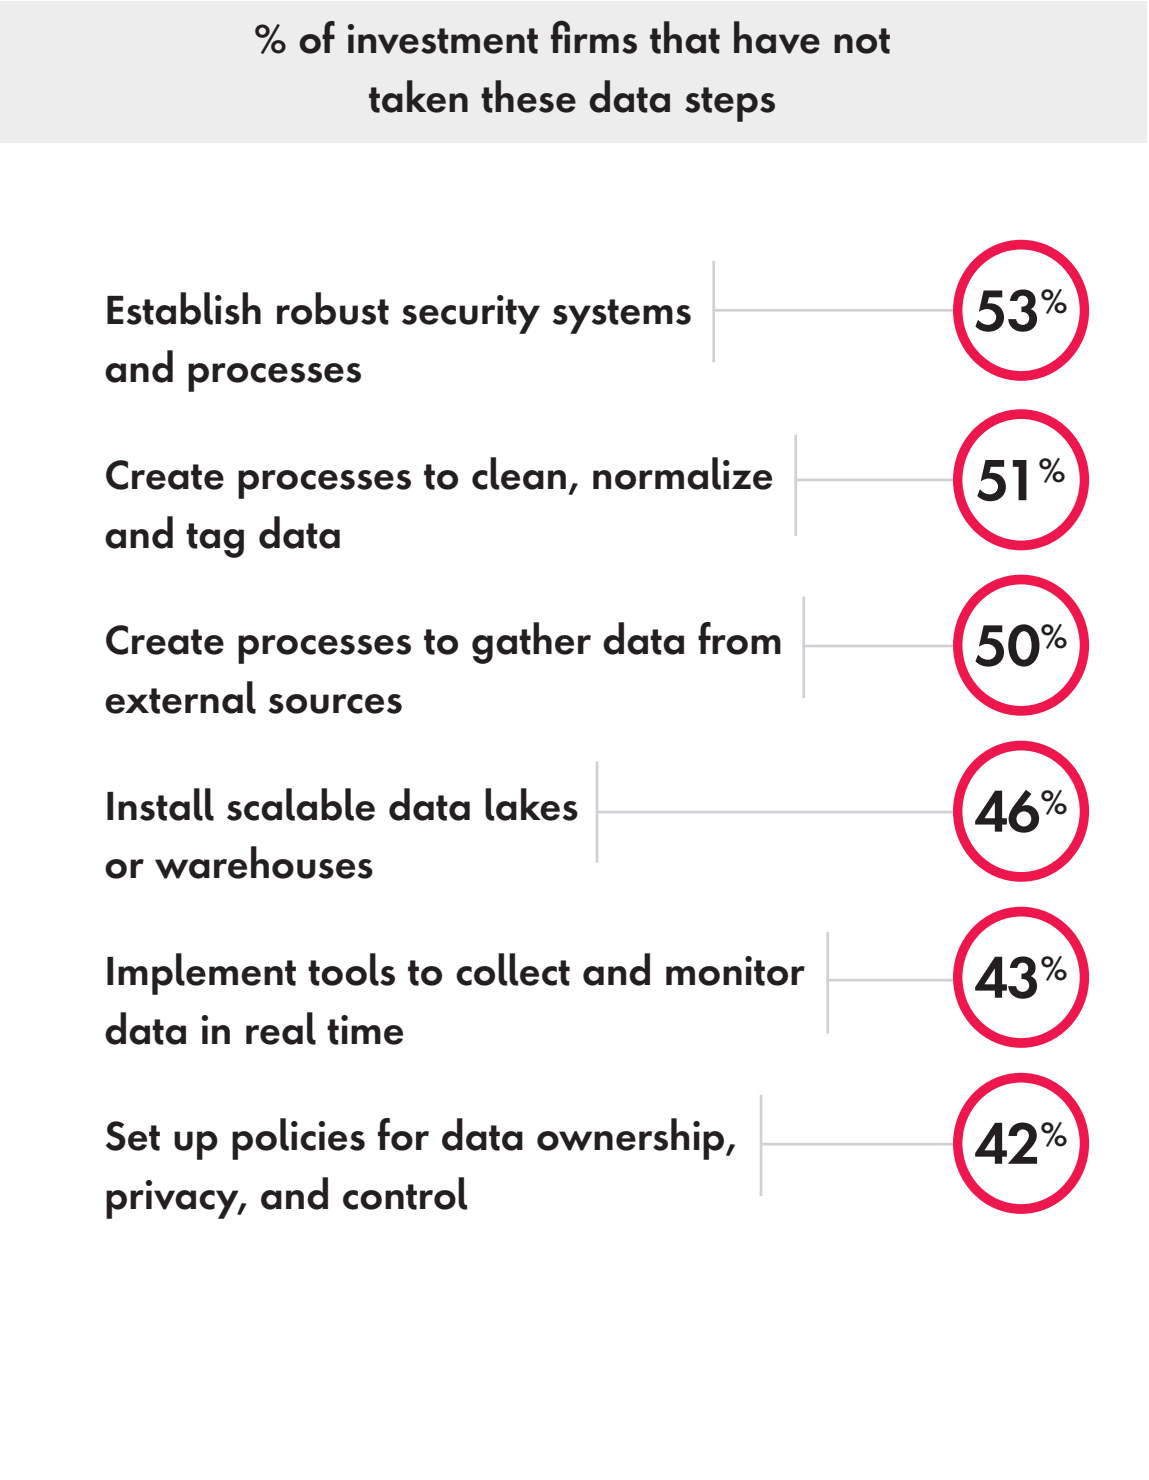 % of investment firms that have not
taken these data steps
Establish robust security systems
and processes
53%
Create processes to clean, normalize
and tag data
51%
Create processes to gather data from
external sources
50%
Install scalable data lakes
or warehouses
46%
Implement tools to collect and monitor
data in real time
43%
Set up policies for data ownership,
privacy, and control
42%